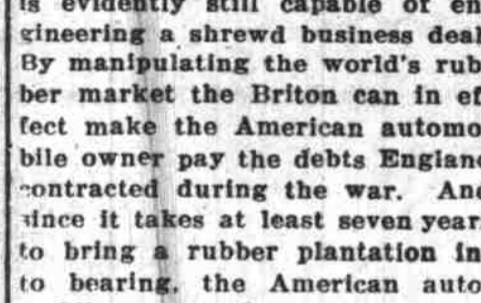 is evidently still capable of en
gineering a shrewd business deal
By manipulating the world's rub
ber market the Briton can in ef
fect make the American automo
bile owner pay the debts England
contracted during the war. And
since it takes at least seven year
to bring a rubber plantation in
to bearing, the American auto